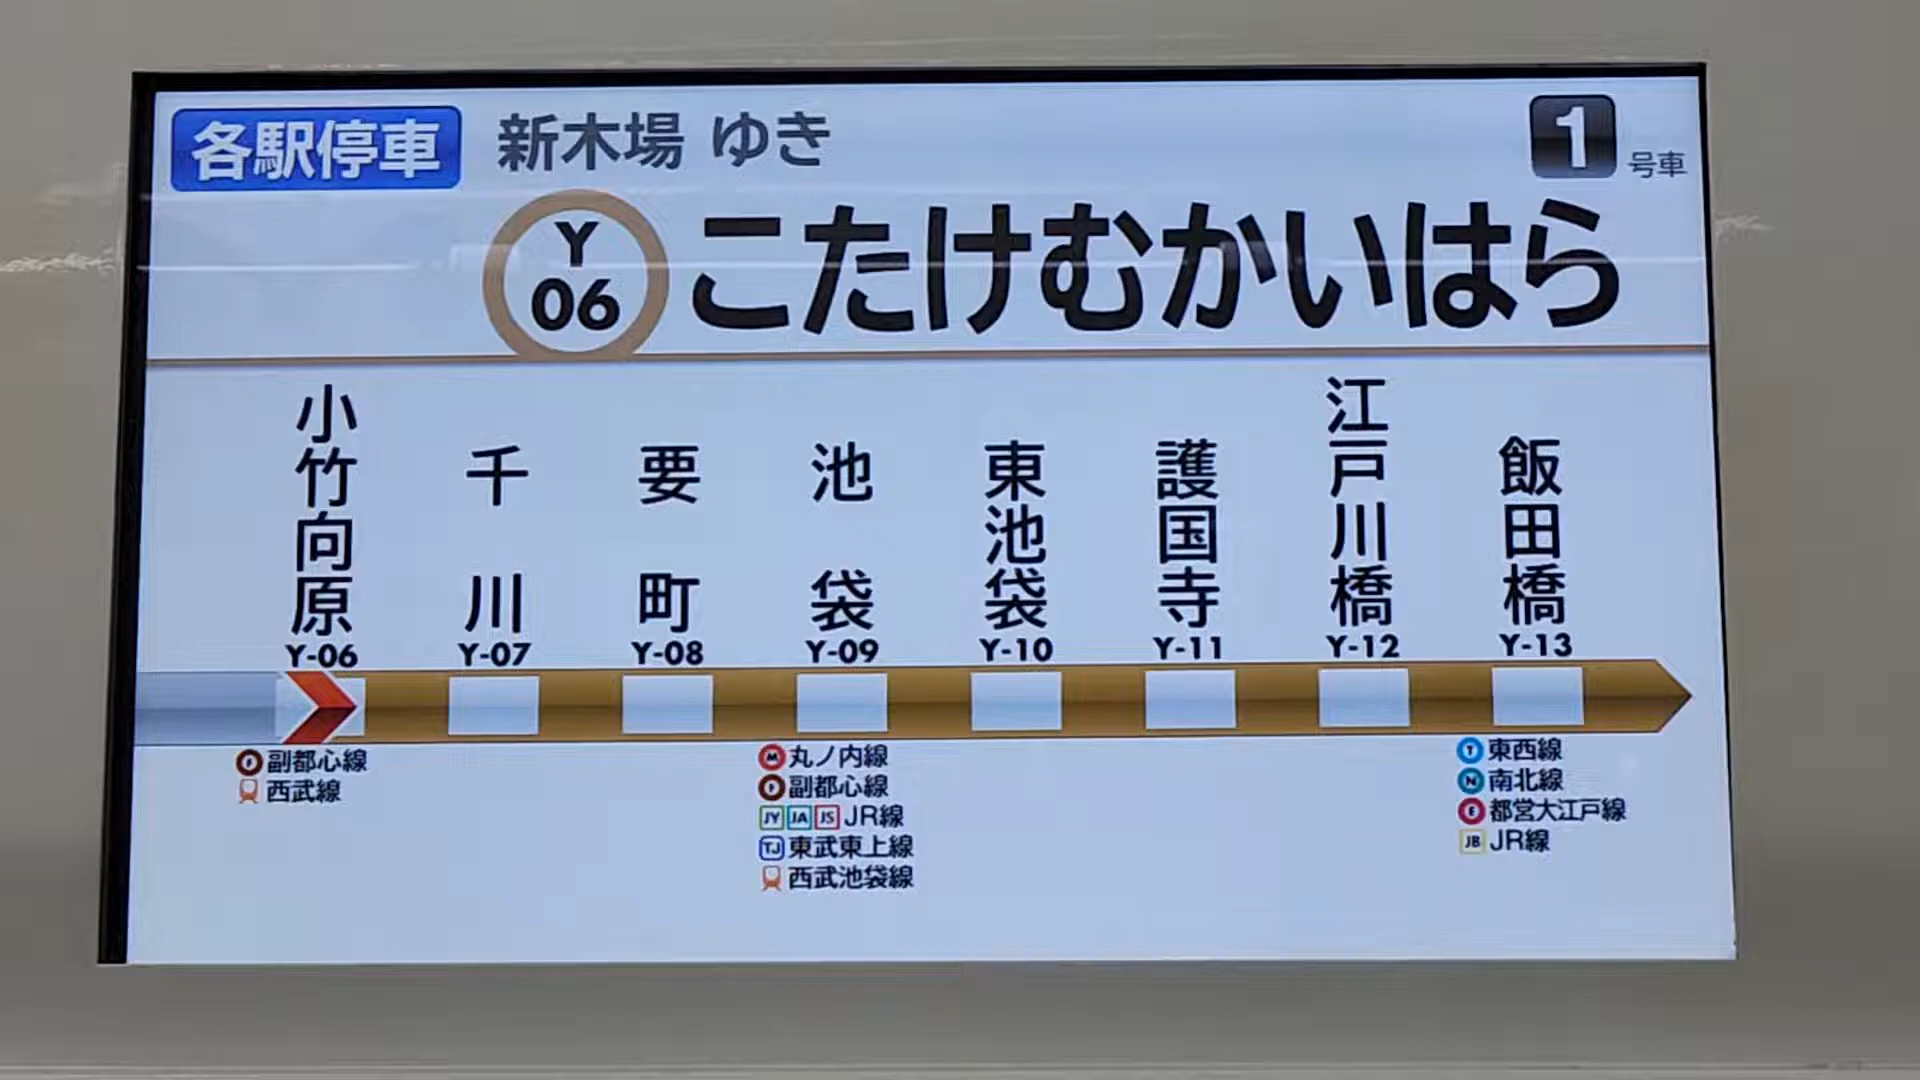 各駅停車 新木場 ゆき 1 号車
Y 06 こたけむかいはら
小竹向原 千川 要町 池袋 東池袋 護国寺 江戸川橋 飯田橋
Y-06 Y-07 Y-08 Y-09 Y-10 Y-11 Y-12 Y-13
F 副都心線
西武線
M 丸ノ内線
F 副都心線
JY JA JS JR線
TJ 東武東上線
西武池袋線
T 東西線
N 南北線
E 都営大江戸線
JB JR線